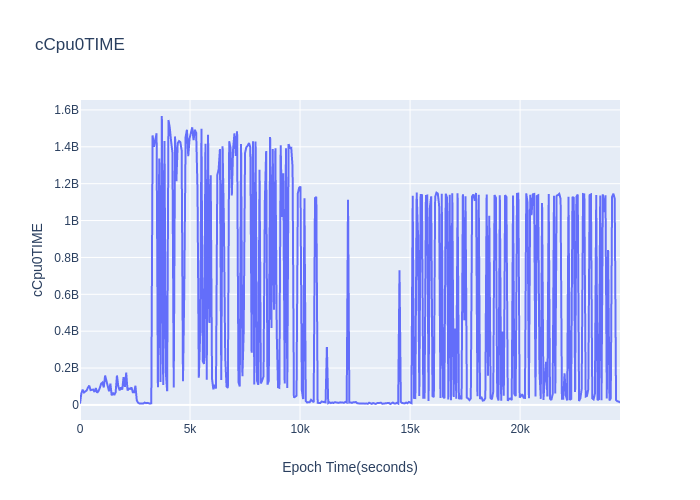 cCpu0TIME
1.6B
1.4B
1.2B
1B
0.8B
0.6B
0.4B
0.2B
0
cCpu0TIME
0 5k 10k 15k 20k
Epoch Time(seconds)